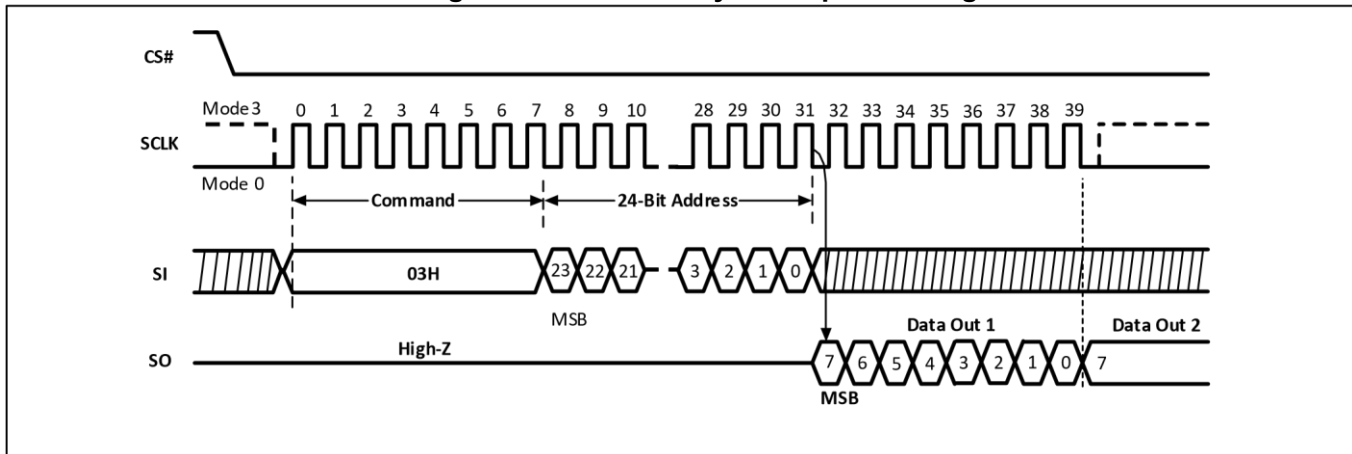 CS#
Mode 3
0 1 2 3 4 5 6 7 8 9 10 28 29 30 31 32 33 34 35 36 37 38 39
SCLK
Mode 0
Command
24-Bit Address
SI
03H
23 22 21 3 2 1 0
MSB
Data Out 1
Data Out 2
High-Z
SO
7 6 5 4 3 2 1 0 7
MSB